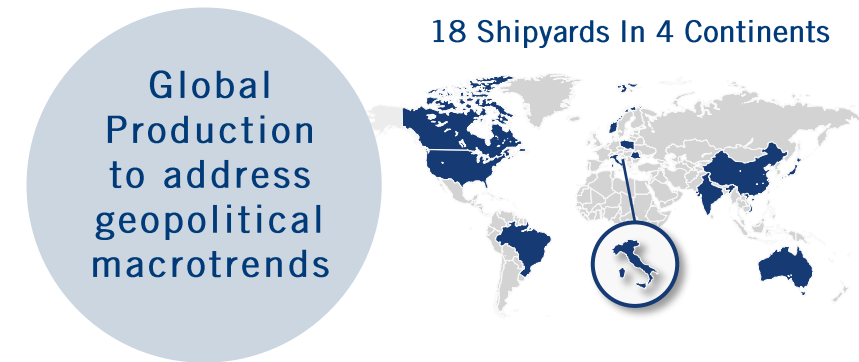 18 Shipyards In 4 Continents
Global
Production
to address
geopolitical
macrotrends